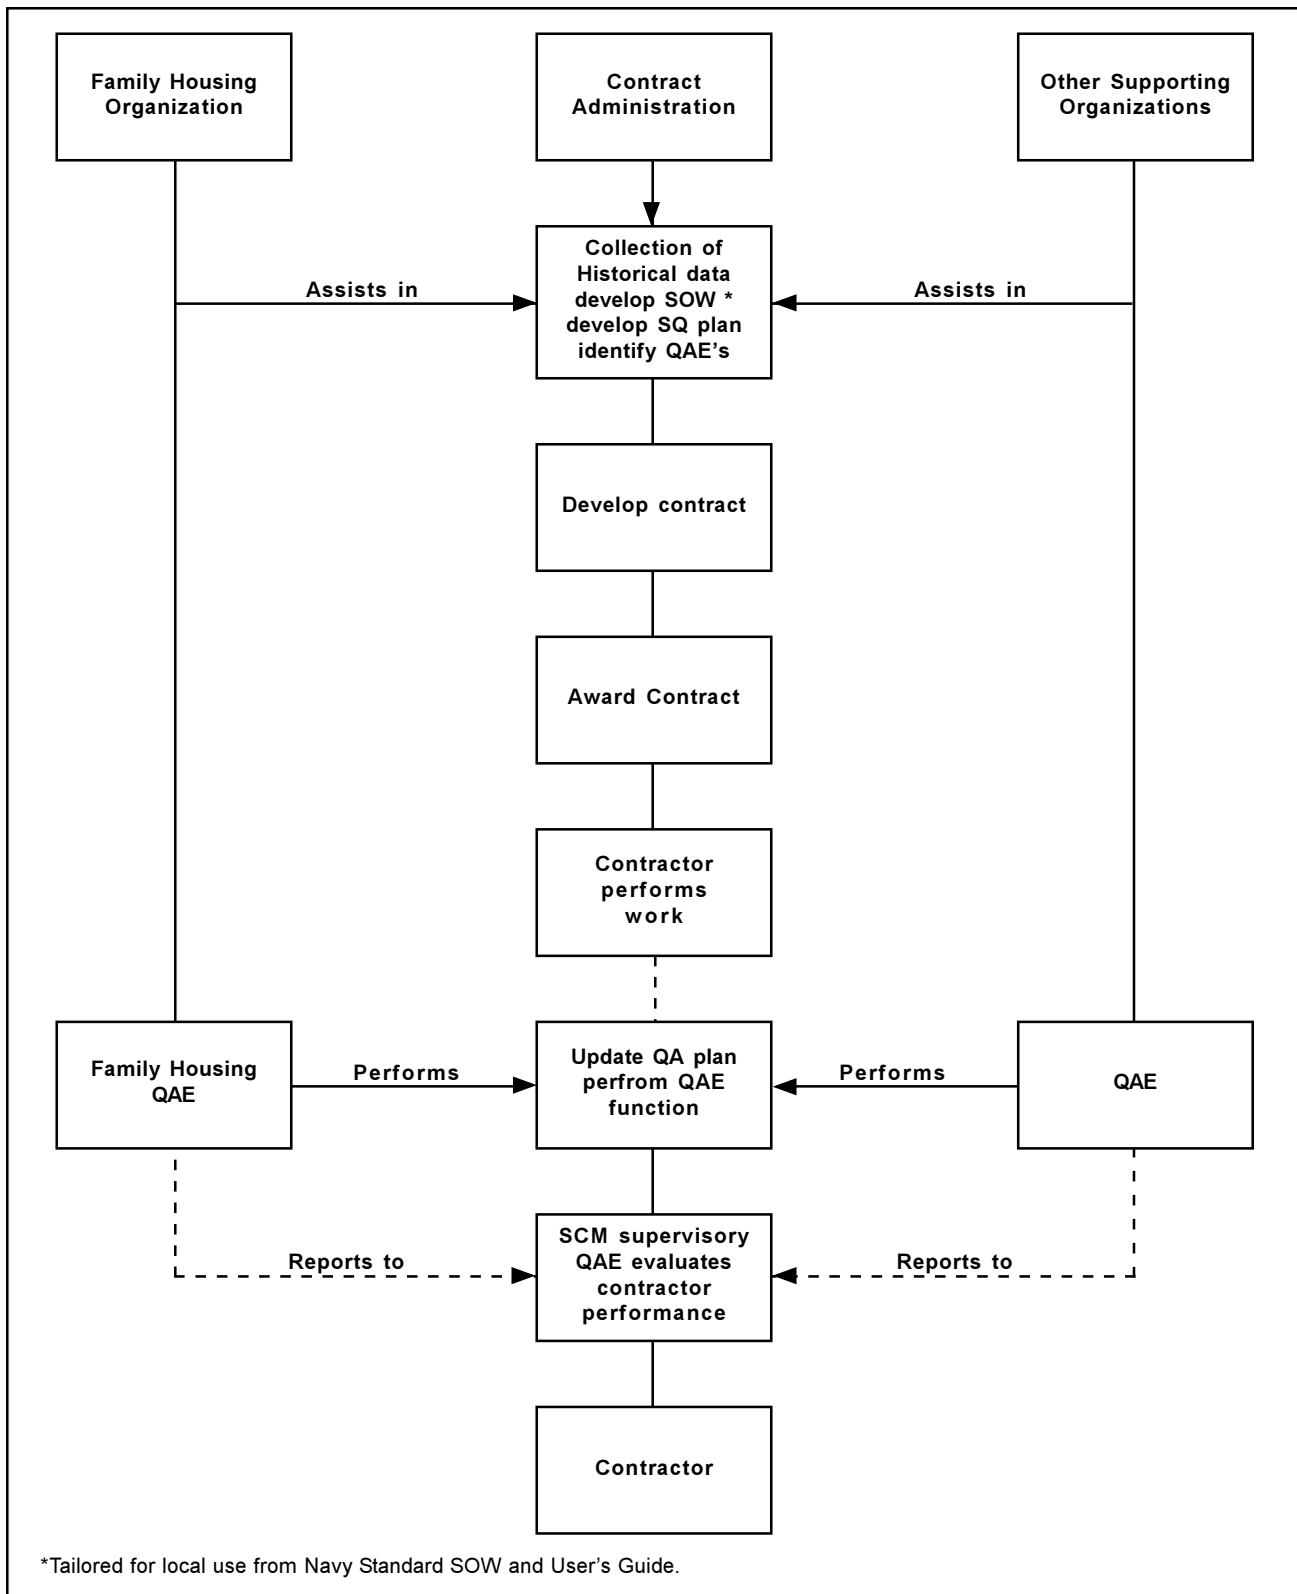 Family Housing
Organization
Contract
Administration
Other Supporting
Organizations
Collection of
Historical data
develop SOW *
develop SQ plan
identify QAE's
Assists in
Assists in
Develop contract
Award Contract
Contractor
performs
work
Family Housing
QAE
Performs
Update QA plan
perfrom QAE
function
Performs
QAE
SCM supervisory
QAE evaluates
contractor
performance
Reports to
Reports to
Contractor
*Tailored for local use from Navy Standard SOW and User's Guide.